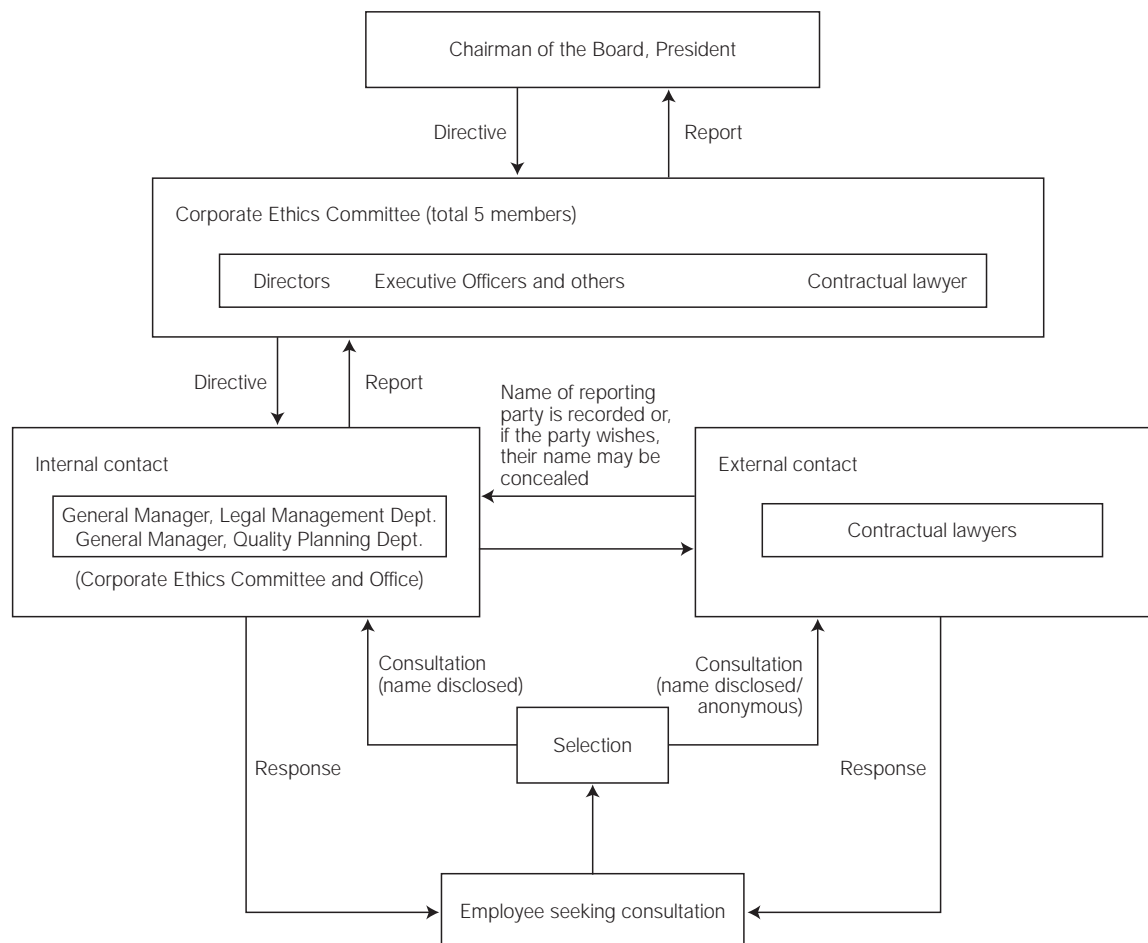 Chairman of the Board, President
Directive
Report
Corporate Ethics Committee (total 5 members)
Directors Executive Officers and others Contractual lawyer
Directive
Report
Name of reporting
party is recorded or,
if the party wishes,
their name may be
concealed
Internal contact
General Manager, Legal Management Dept.
General Manager, Quality Planning Dept.
(Corporate Ethics Committee and Office)
External contact
Contractual lawyers
Consultation
(name disclosed)
Consultation
(name disclosed/
anonymous)
Selection
Response
Response
Employee seeking consultation